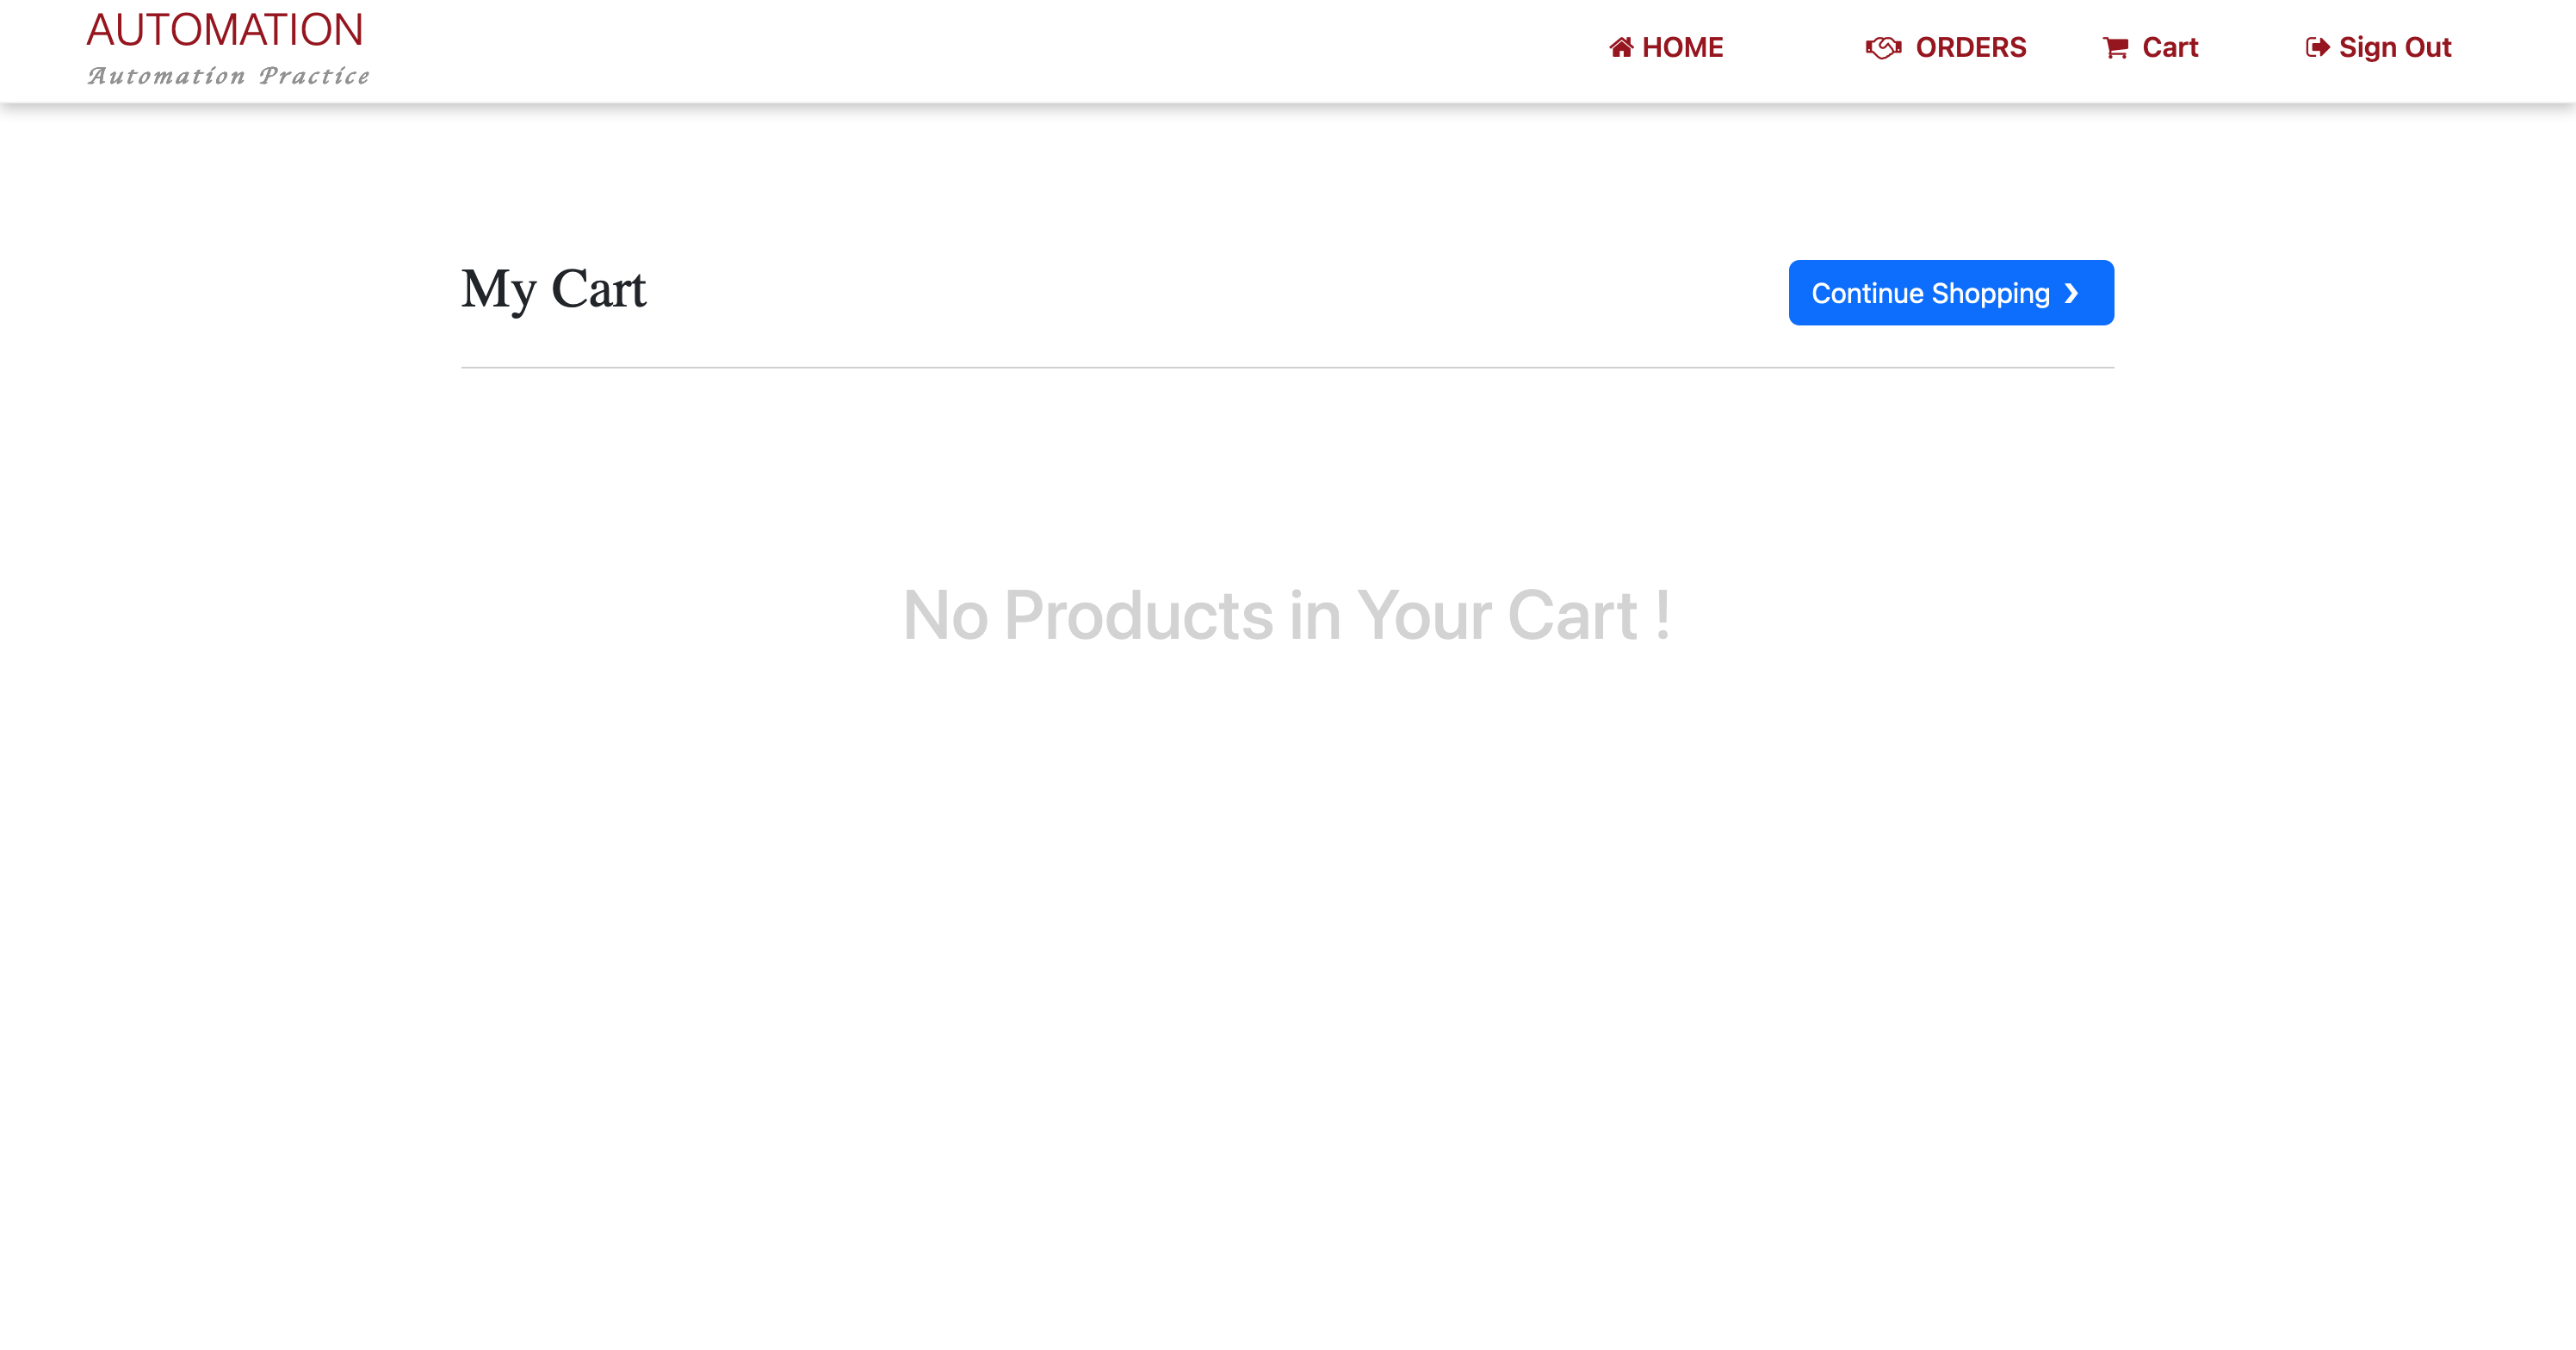 AUTOMATION
Automation Practice
HOME
ORDERS
Cart
Sign Out
My Cart
Continue Shopping ❯
No Products in Your Cart !